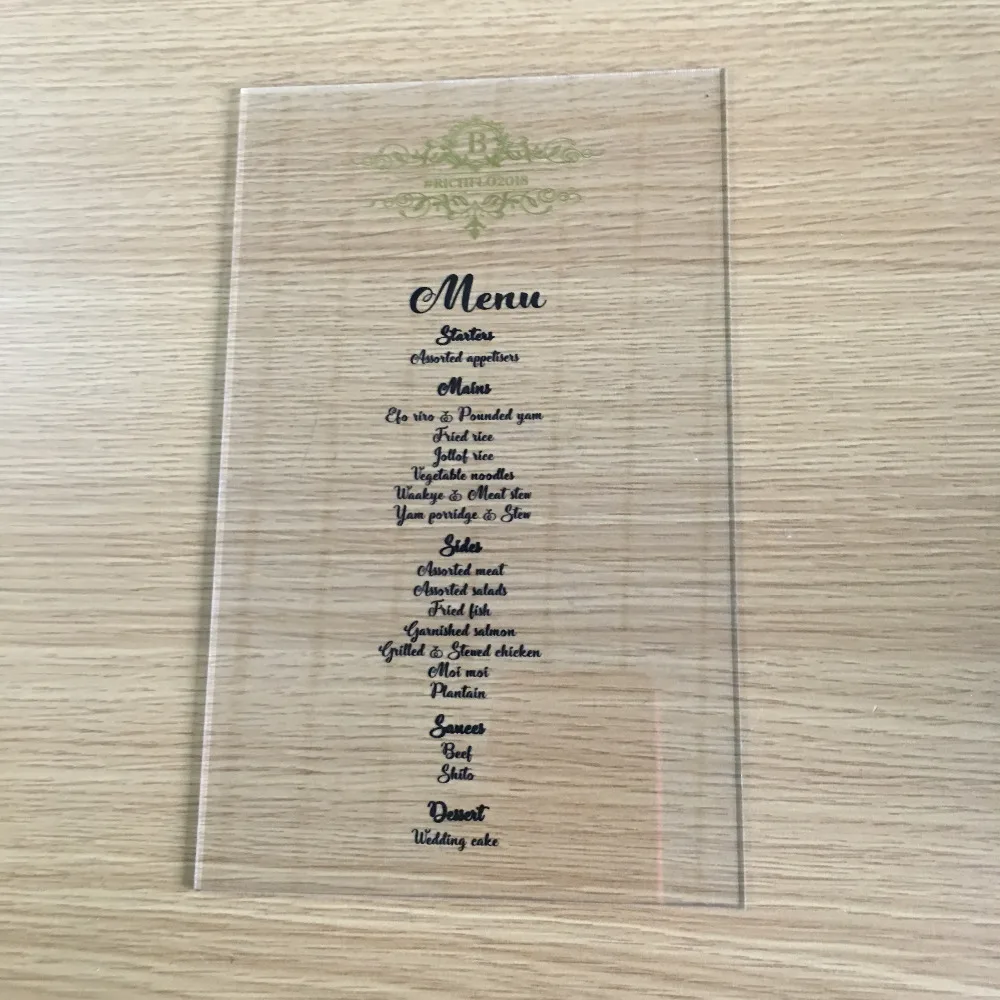 B
#RICHFLO2018
Menu
Starters
Assorted appetisers
Mains
Efo riro & Pounded yam
Fried rice
Jollof rice
Vegetable noodles
Waakye & Meat stew
Yam porridge & Stew
Sides
Assorted meat
Assorted salads
Fried fish
Garnished salmon
Grilled & Stewed chicken
Moi moi
Plantain
Sauces
Beef
Shito
Dessert
Wedding cake